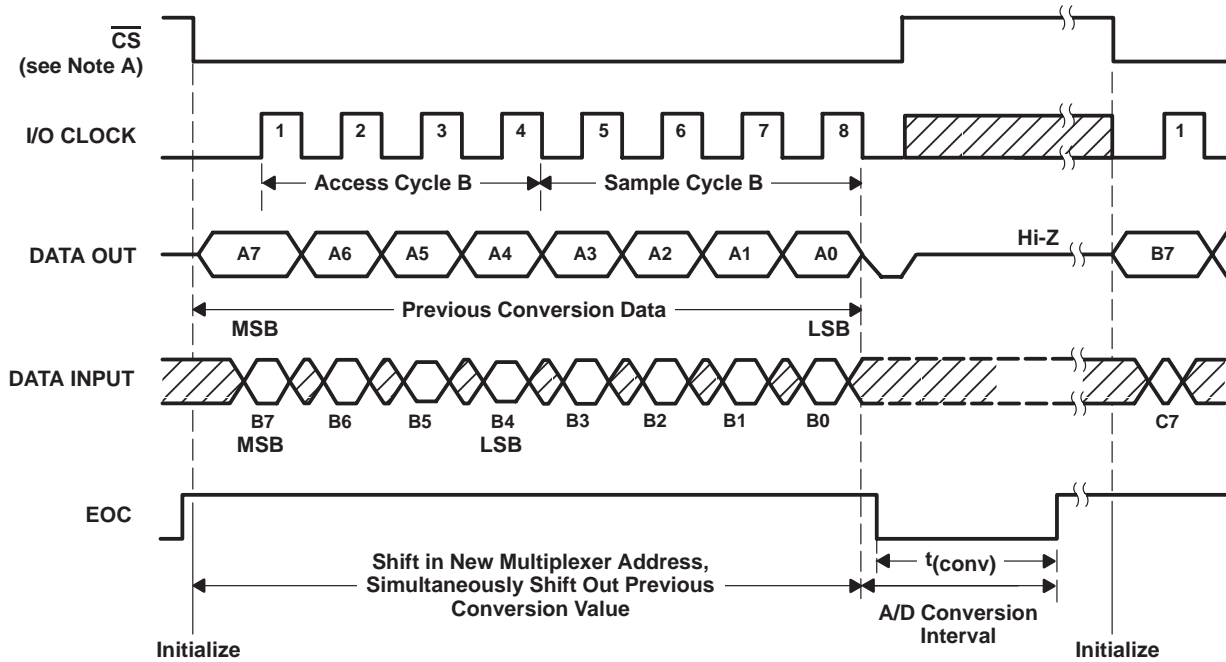 CS
(see Note A)
I/O CLOCK
1 2 3 4 5 6 7 8 1
Access Cycle B Sample Cycle B
DATA OUT
A7 A6 A5 A4 A3 A2 A1 A0 Hi-Z B7
Previous Conversion Data
MSB LSB
DATA INPUT
B7 B6 B5 B4 B3 B2 B1 B0 C7
MSB LSB
EOC
Shift in New Multiplexer Address,
Simultaneously Shift Out Previous
Conversion Value
t(conv)
A/D Conversion
Interval
Initialize Initialize